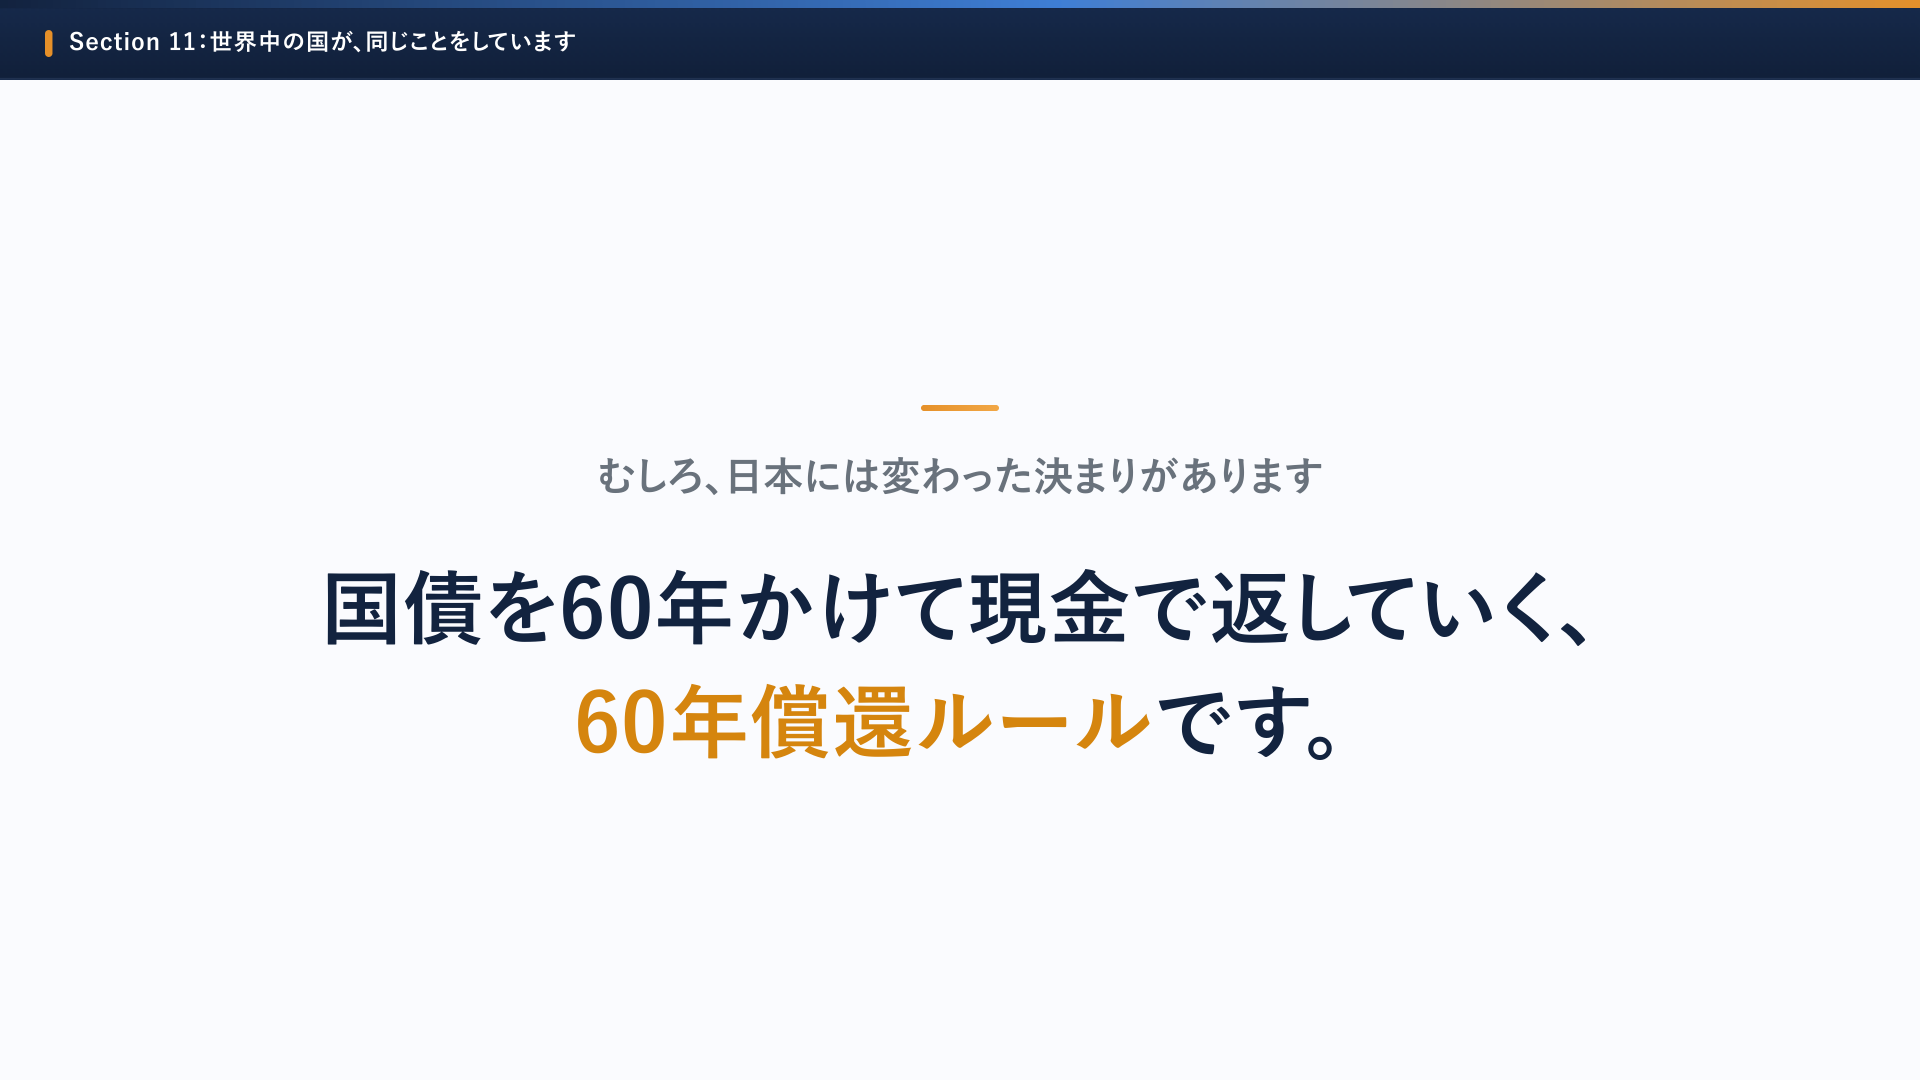 Section 11：世界中の国が、同じことをしています
むしろ、日本には変わった決まりがあります
国債を60年かけて現金で返していく、
60年償還ルールです。